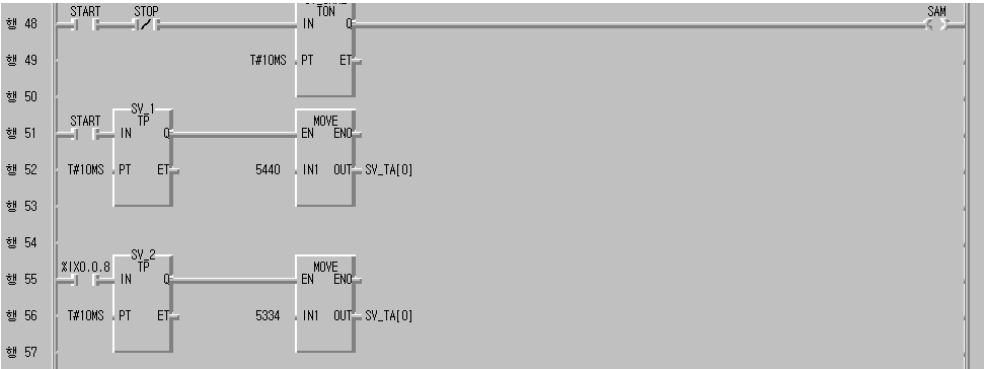 START STOP TON SAM
행 48 IN Q
행 49 T#10MS PT ET
행 50
SV_1
START TP MOVE
행 51 IN Q EN ENO
행 52 T#10MS PT ET 5440 IN1 OUT SV_TA[0]
행 53
행 54
SV_2
%IX0.0.8 TP MOVE
행 55 IN Q EN ENO
행 56 T#10MS PT ET 5334 IN1 OUT SV_TA[0]
행 57